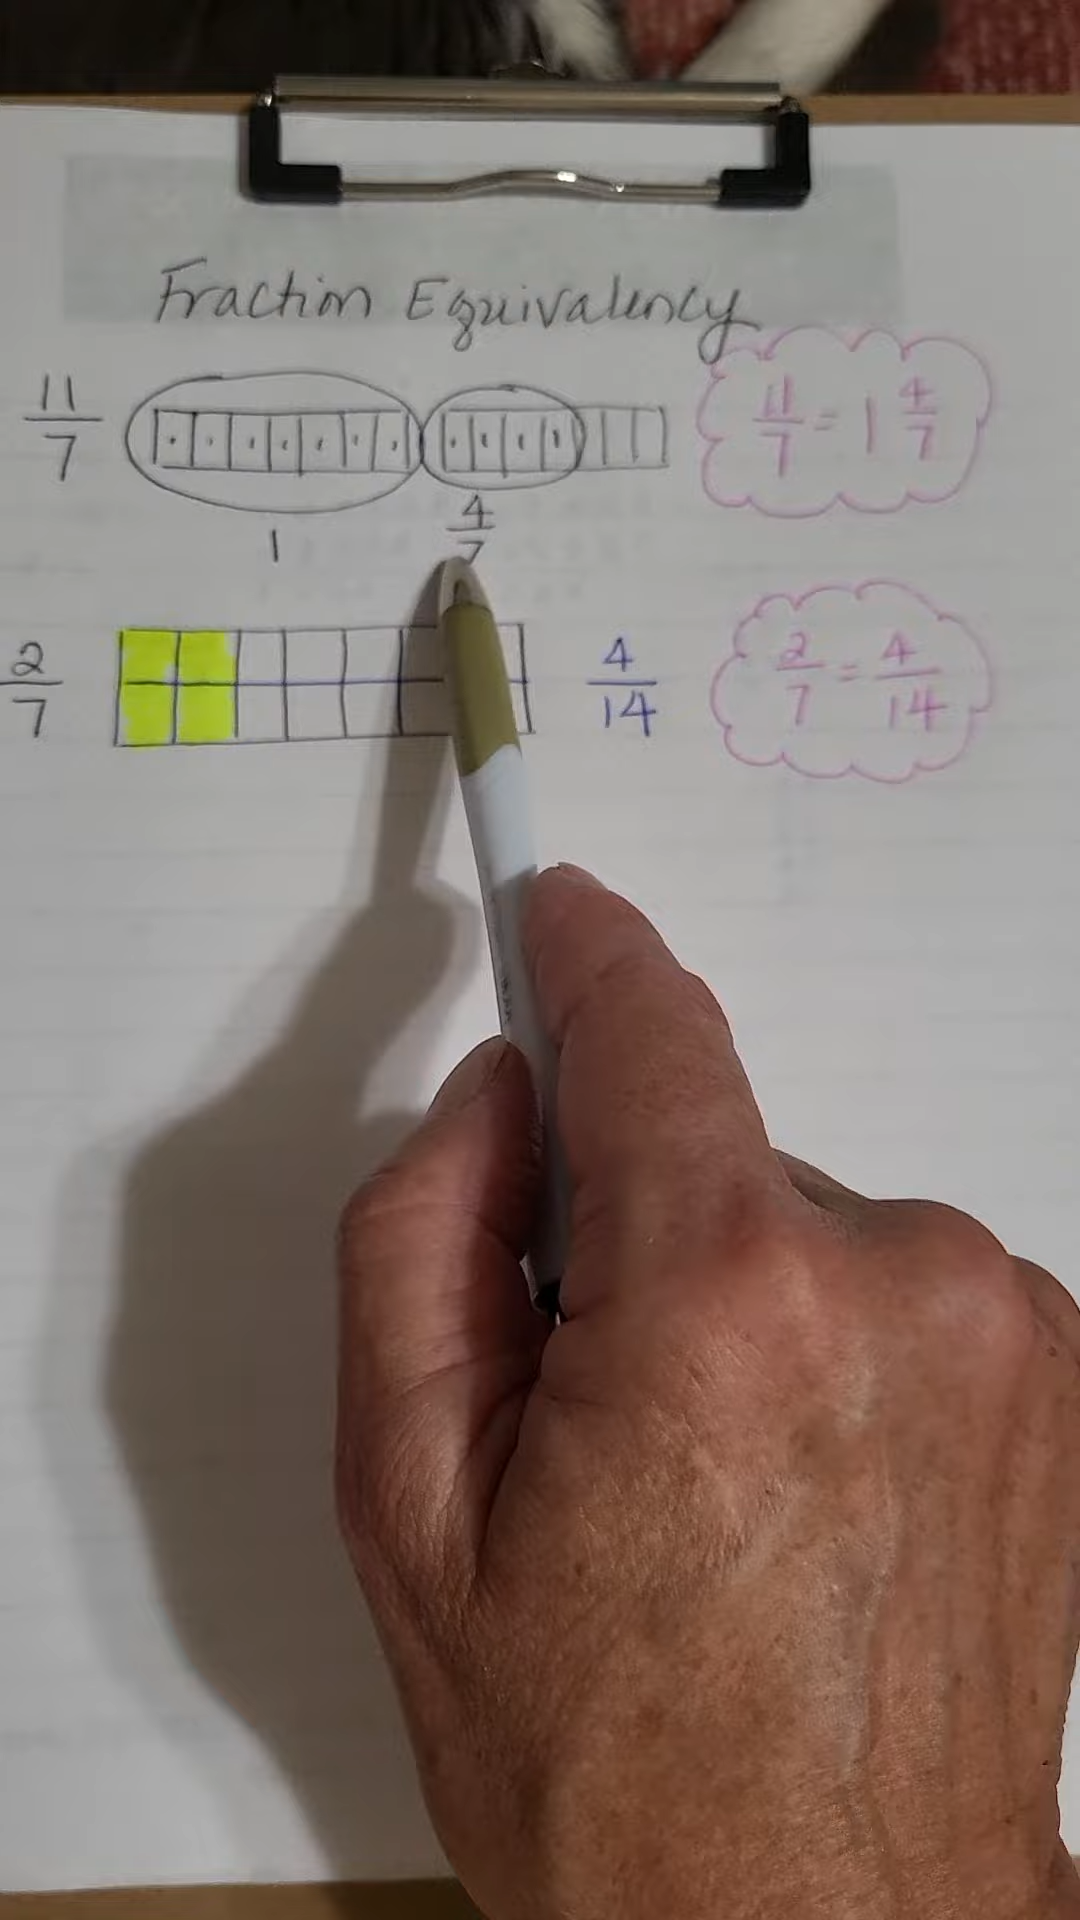 Fraction Equivalency
11/7 1 4/7 11/7 = 1 4/7
2/7 4/14 2/7 = 4/14